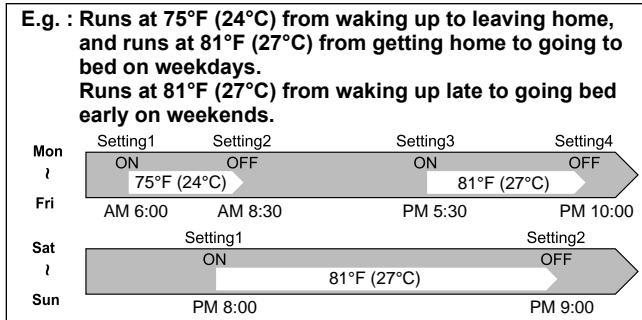 E.g. : Runs at 75°F (24°C) from waking up to leaving home,
and runs at 81°F (27°C) from getting home to going to
bed on weekdays.
Runs at 81°F (27°C) from waking up late to going bed
early on weekends.
Setting1 Setting2 Setting3 Setting4
Mon
ON OFF ON OFF
~
75°F (24°C) 81°F (27°C)
Fri
AM 6:00 AM 8:30 PM 5:30 PM 10:00
Setting1 Setting2
Sat
ON OFF
~
81°F (27°C)
Sun
PM 8:00 PM 9:00